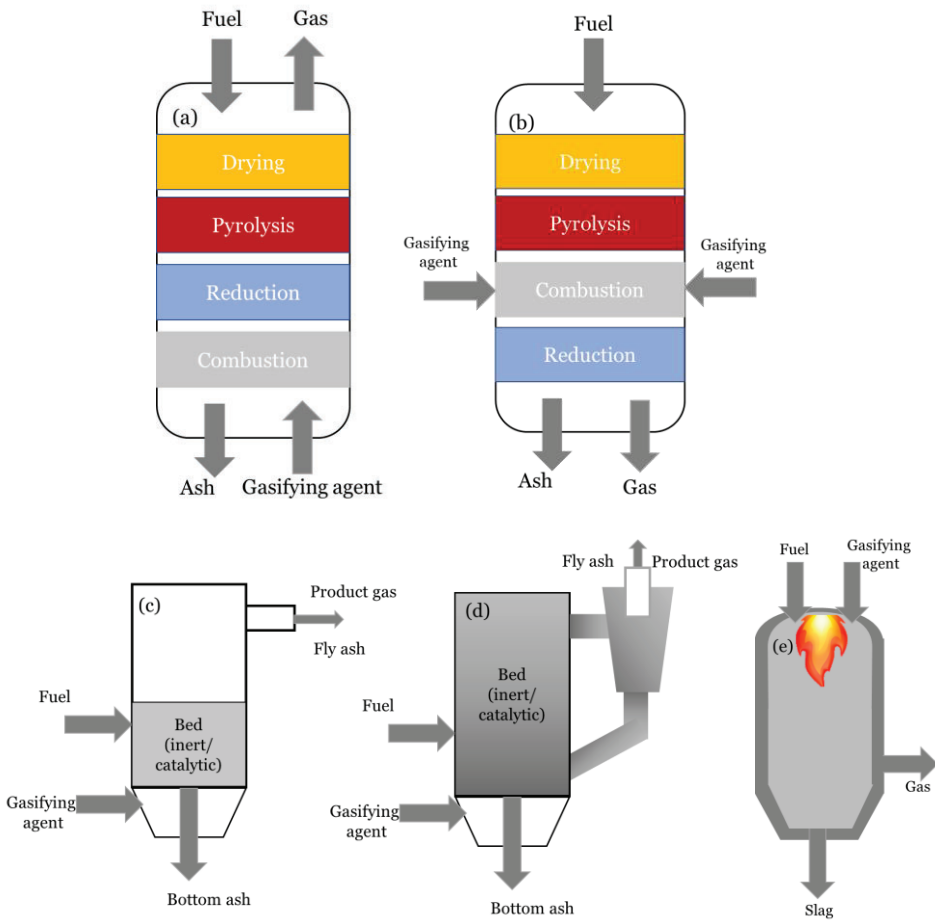 Fuel
Gas
(a)
Drying
Pyrolysis
Reduction
Combustion
Ash
Gasifying agent
Fuel
(b)
Drying
Pyrolysis
Gasifying
agent
Combustion
Gasifying
agent
Reduction
Ash
Gas
(c)
Product gas
Fly ash
Fuel
Bed
(inert/
catalytic)
Gasifying
agent
Bottom ash
Fly ash
Product gas
(d)
Bed
(inert/
catalytic)
Fuel
Gasifying
agent
Bottom ash
Fuel
Gasifying
agent
(e)
Gas
Slag